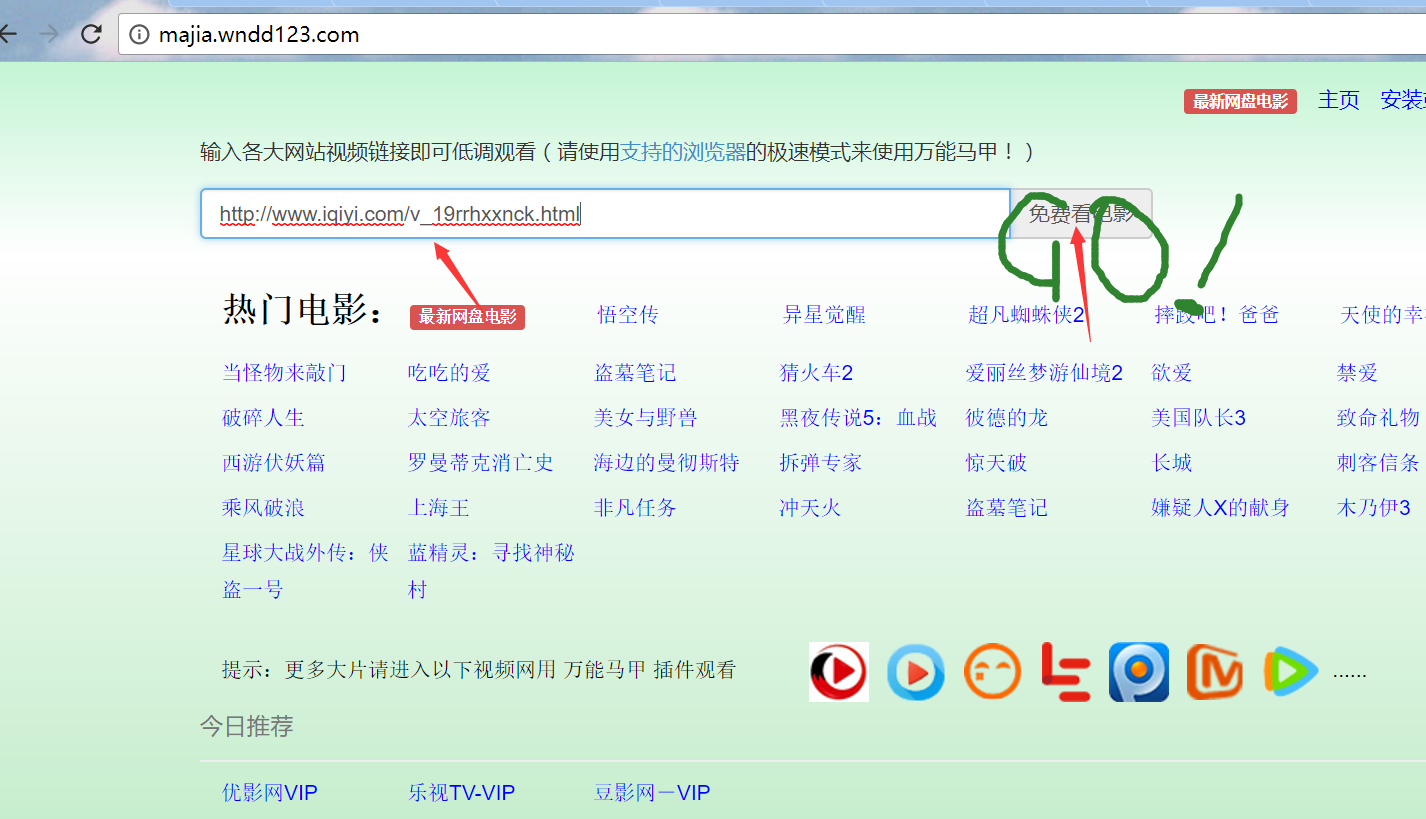 majia.wndd123.com
最新网盘电影 主页 安装
输入各大网站视频链接即可低调观看（请使用支持的浏览器的极速模式来使用万能马甲！）
http://www.iqiyi.com/v_19rrhxxnck.html 免费看电影
GO!
热门电影： 最新网盘电影 悟空传 异星觉醒 超凡蜘蛛侠2 摔跤吧！爸爸 天使的幸
当怪物来敲门 吃吃的爱 盗墓笔记 猜火车2 爱丽丝梦游仙境2 欲爱 禁爱
破碎人生 太空旅客 美女与野兽 黑夜传说5：血战 彼德的龙 美国队长3 致命礼物
西游伏妖篇 罗曼蒂克消亡史 海边的曼彻斯特 拆弹专家 惊天破 长城 刺客信条
乘风破浪 上海王 非凡任务 冲天火 盗墓笔记 嫌疑人X的献身 木乃伊3
星球大战外传：侠盗一号 蓝精灵：寻找神秘村
提示：更多大片请进入以下视频网用 万能马甲 插件观看 ......
今日推荐
优影网VIP 乐视TV-VIP 豆影网一VIP